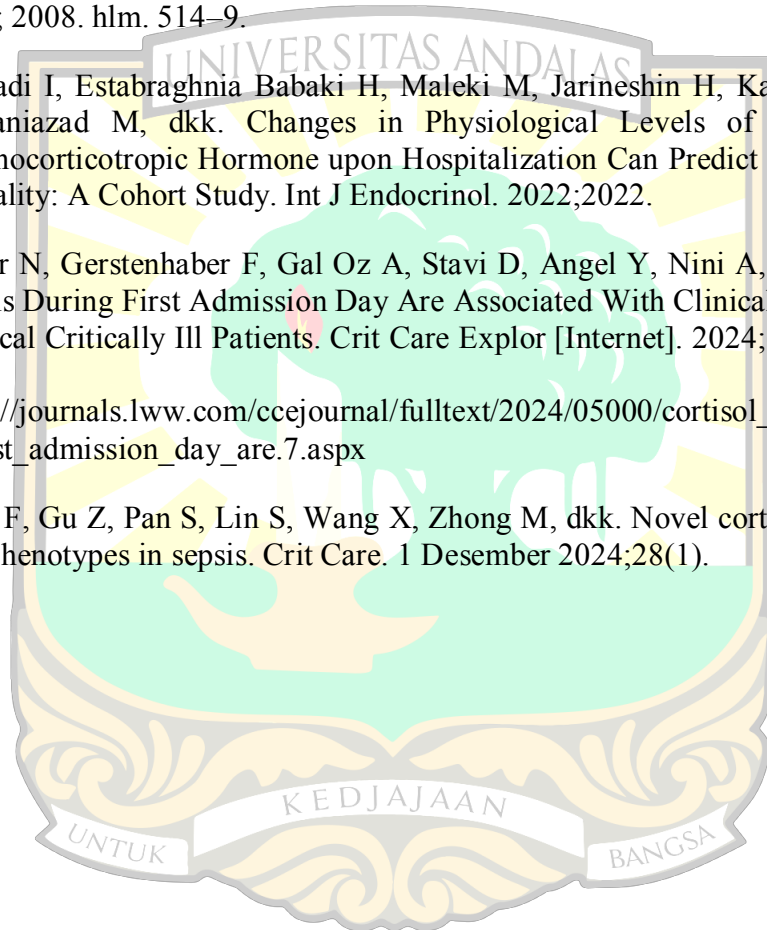 ; 2008. hlm. 514–9.
UNIVERSITAS ANDALAS
adi I, Estabraghnia Babaki H, Maleki M, Jarineshin H, Ka
aniazad M, dkk. Changes in Physiological Levels of
nocorticotropic Hormone upon Hospitalization Can Predict
ality: A Cohort Study. Int J Endocrinol. 2022;2022.
r N, Gerstenhaber F, Gal Oz A, Stavi D, Angel Y, Nini A,
s During First Admission Day Are Associated With Clinical
cal Critically Ill Patients. Crit Care Explor [Internet]. 2024;
//journals.lww.com/ccejournal/fulltext/2024/05000/cortisol_
st_admission_day_are.7.aspx
F, Gu Z, Pan S, Lin S, Wang X, Zhong M, dkk. Novel cort
henotypes in sepsis. Crit Care. 1 Desember 2024;28(1).
KEDJAJAAN
UNTUK BANGSA